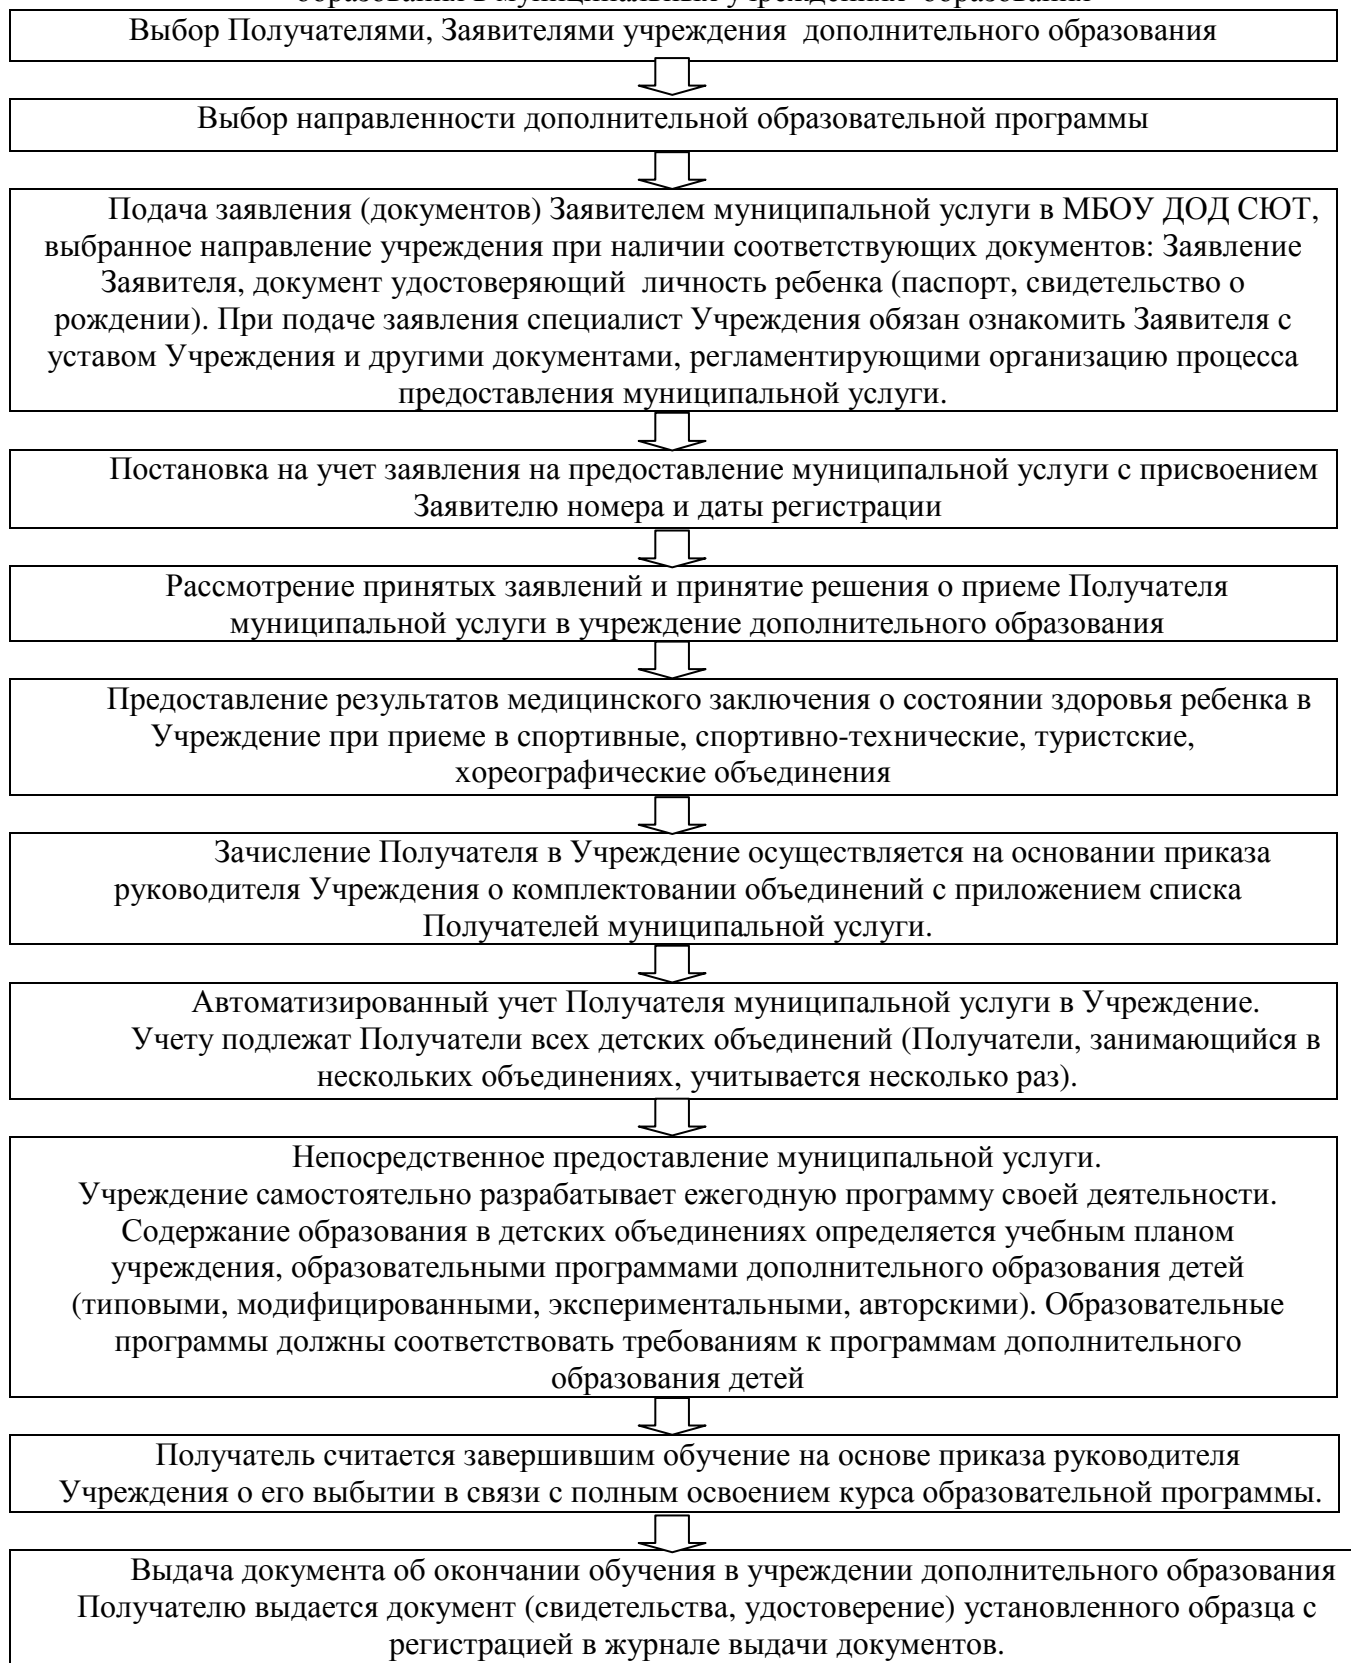 образования в муниципальных учреждениях образования
Выбор Получателями, Заявителями учреждения дополнительного образования
Выбор направленности дополнительной образовательной программы
Подача заявления (документов) Заявителем муниципальной услуги в МБОУ ДОД СЮТ,
выбранное направление учреждения при наличии соответствующих документов: Заявление
Заявителя, документ удостоверяющий личность ребенка (паспорт, свидетельство о
рождении). При подаче заявления специалист Учреждения обязан ознакомить Заявителя с
уставом Учреждения и другими документами, регламентирующими организацию процесса
предоставления муниципальной услуги.
Постановка на учет заявления на предоставление муниципальной услуги с присвоением
Заявителю номера и даты регистрации
Рассмотрение принятых заявлений и принятие решения о приеме Получателя
муниципальной услуги в учреждение дополнительного образования
Предоставление результатов медицинского заключения о состоянии здоровья ребенка в
Учреждение при приеме в спортивные, спортивно-технические, туристские,
хореографические объединения
Зачисление Получателя в Учреждение осуществляется на основании приказа
руководителя Учреждения о комплектовании объединений с приложением списка
Получателей муниципальной услуги.
Автоматизированный учет Получателя муниципальной услуги в Учреждение.
Учету подлежат Получатели всех детских объединений (Получатели, занимающийся в
нескольких объединениях, учитывается несколько раз).
Непосредственное предоставление муниципальной услуги.
Учреждение самостоятельно разрабатывает ежегодную программу своей деятельности.
Содержание образования в детских объединениях определяется учебным планом
учреждения, образовательными программами дополнительного образования детей
(типовыми, модифицированными, экспериментальными, авторскими). Образовательные
программы должны соответствовать требованиям к программам дополнительного
образования детей
Получатель считается завершившим обучение на основе приказа руководителя
Учреждения о его выбытии в связи с полным освоением курса образовательной программы.
Выдача документа об окончании обучения в учреждении дополнительного образования
Получателю выдается документ (свидетельства, удостоверение) установленного образца с
регистрацией в журнале выдачи документов.